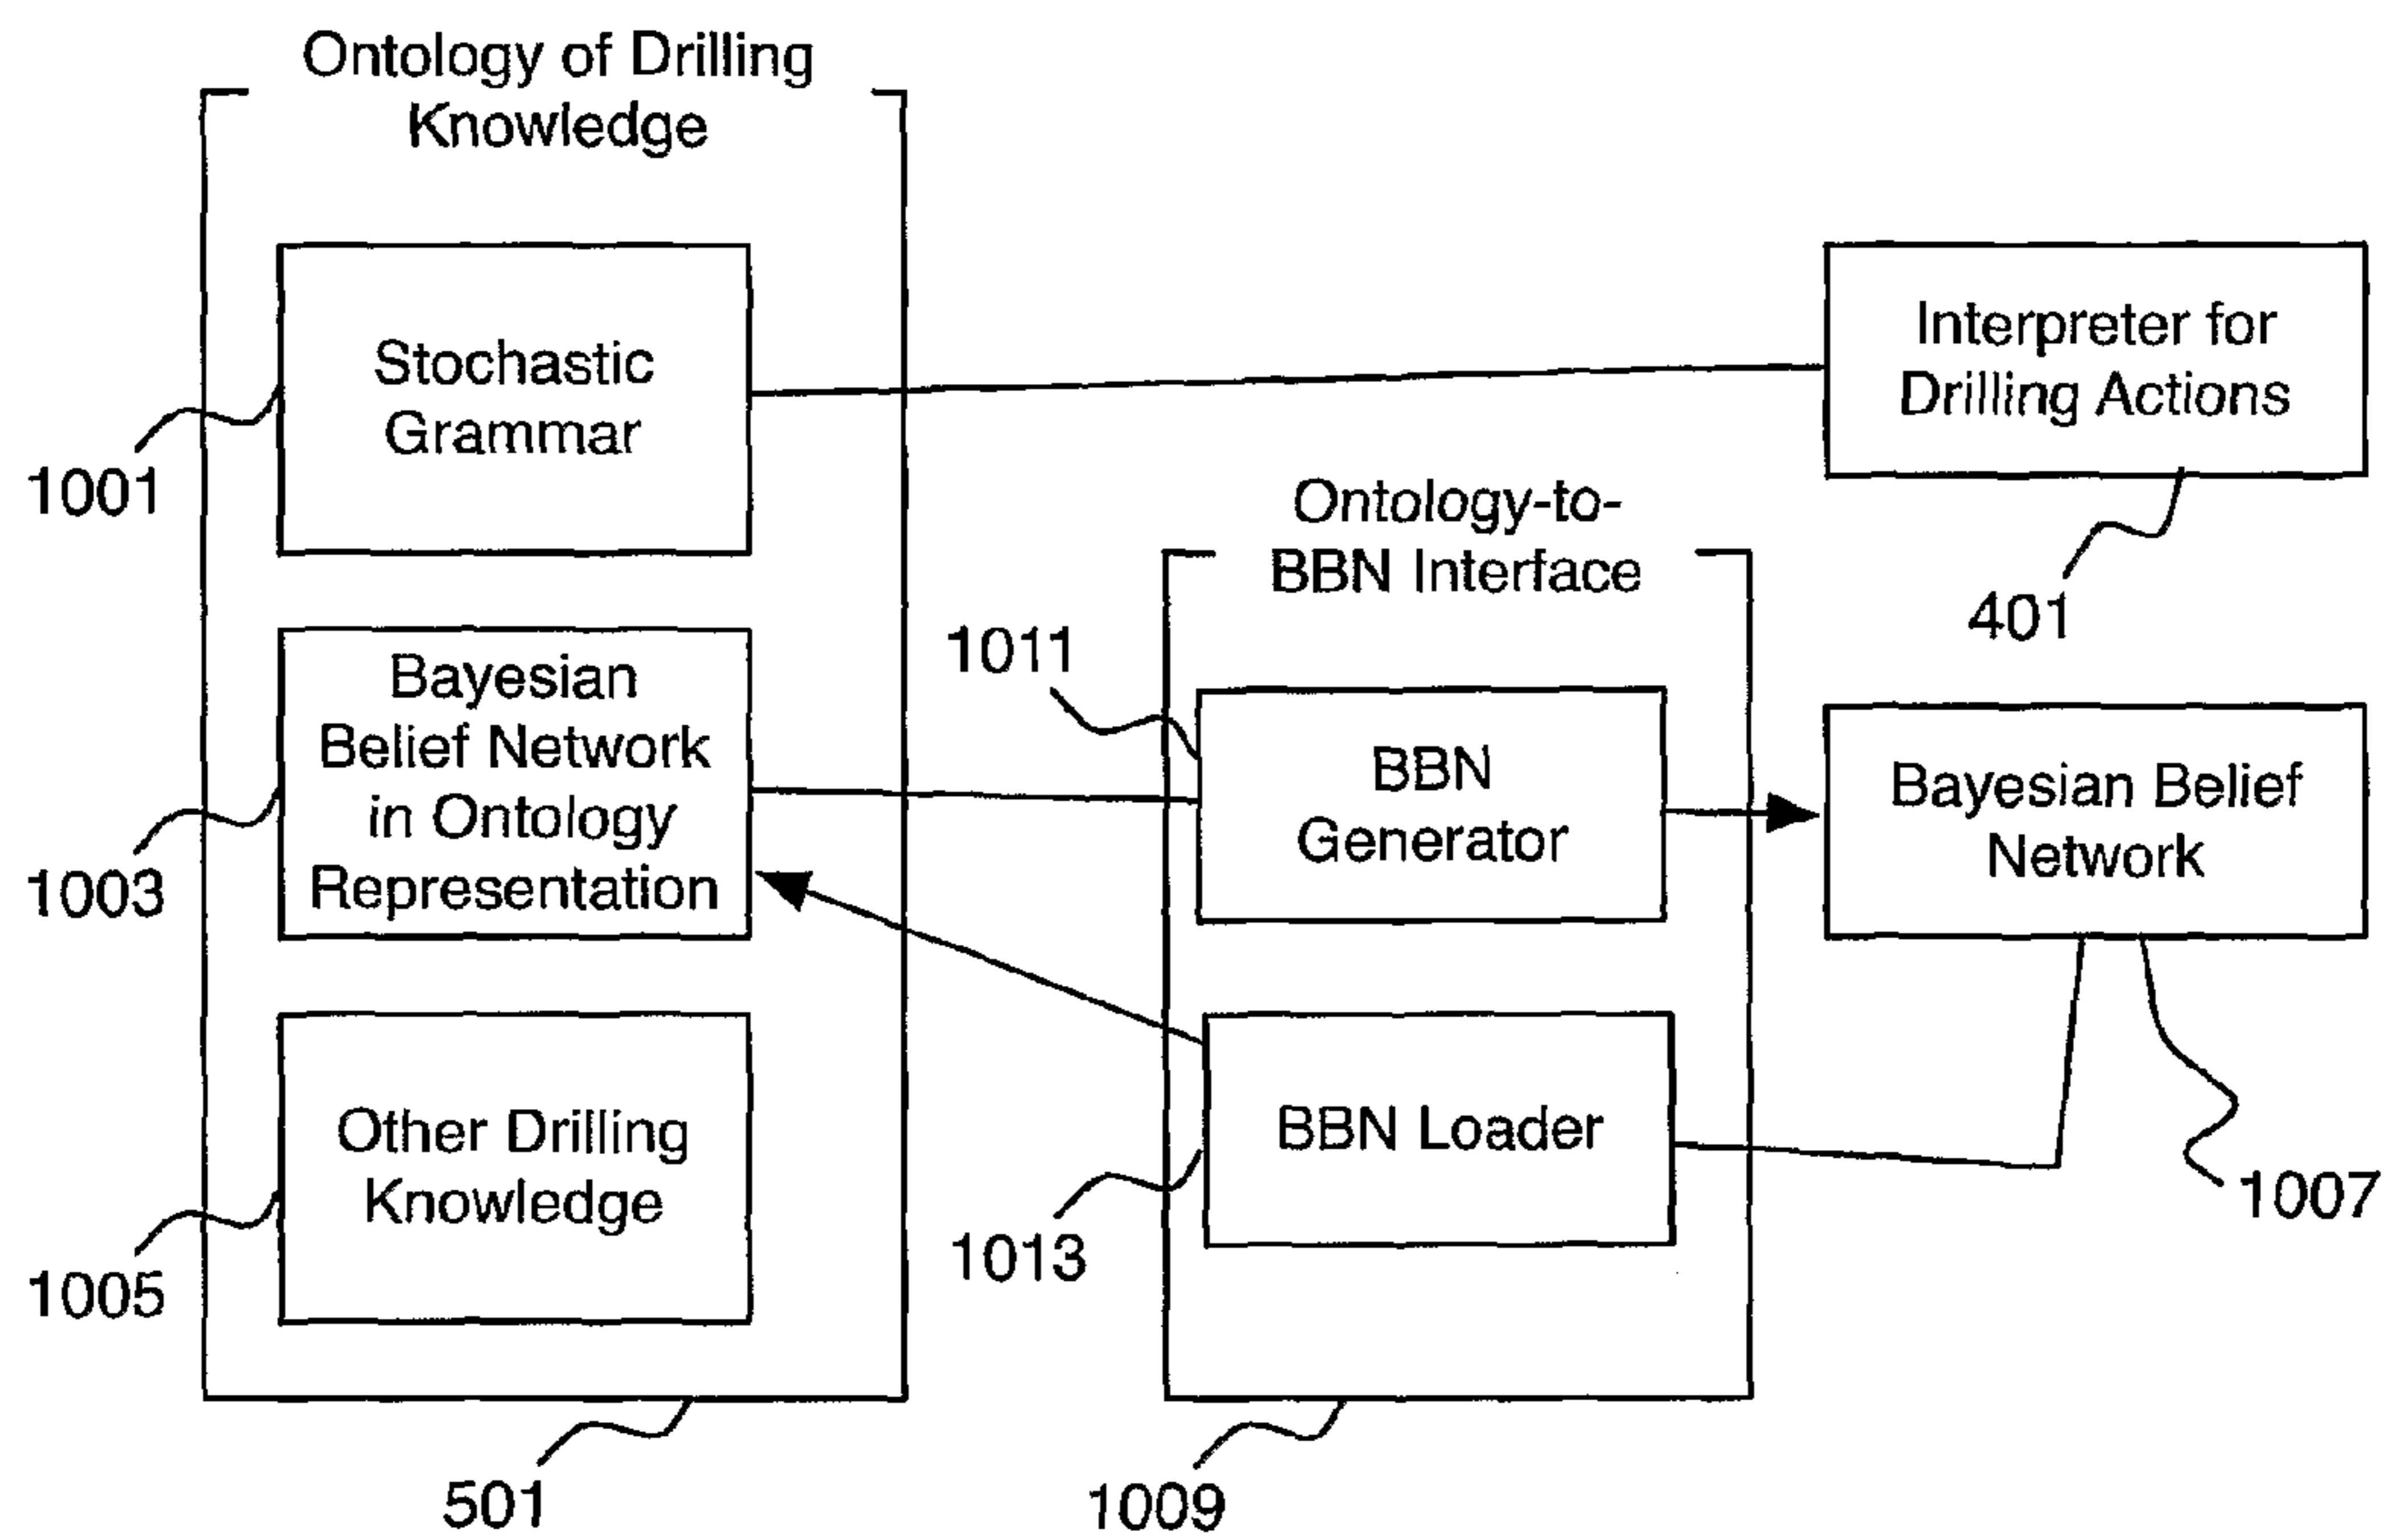 Ontology of Drilling
Knowledge
Stochastic
Grammar
1001
Interpreter for
Drilling Actions
401
Ontology-to-
BBN Interface
Bayesian
Belief Network
in Ontology
Representation
1003
1011
BBN
Generator
Bayesian Belief
Network
1007
Other Drilling
Knowledge
1005
BBN Loader
1013
501
1009